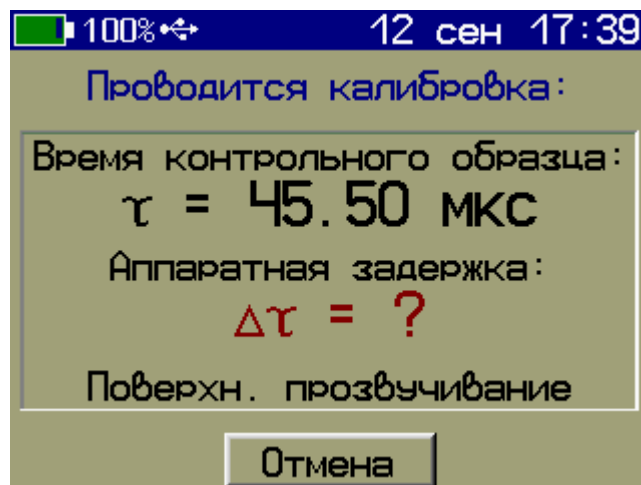 100% 12 сен 17:39
Проводится калибровка:
Время контрольного образца:
τ = 45.50 мкс
Аппаратная задержка:
Δτ = ?
Поверхн. прозвучивание
Отмена